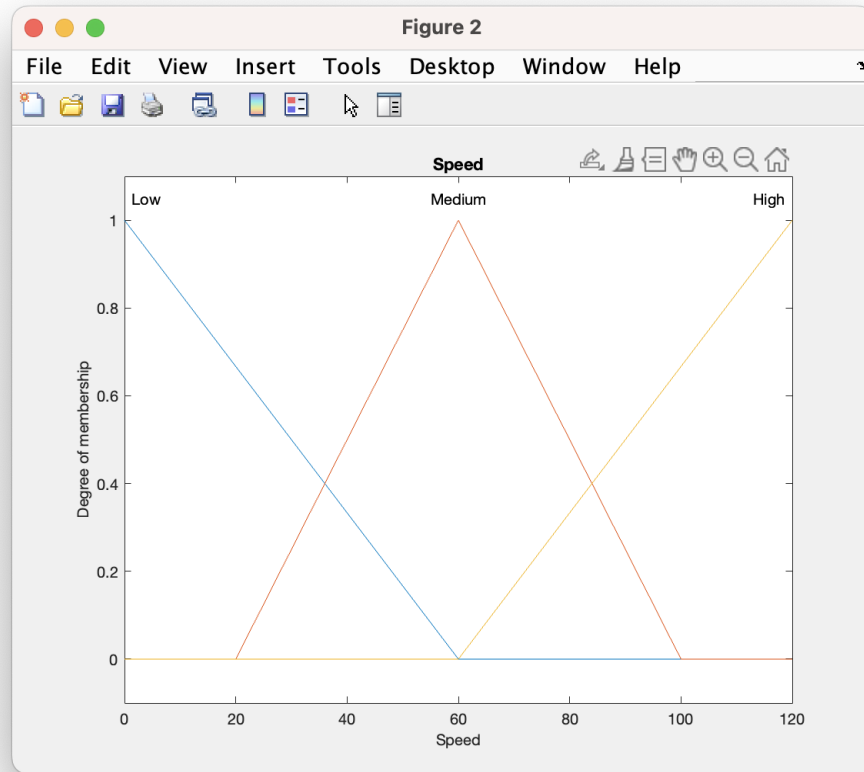 Figure 2
File Edit View Insert Tools Desktop Window Help
Speed
Low Medium High
1
0.8
0.6
0.4
0.2
0
Degree of membership
0 20 40 60 80 100 120
Speed